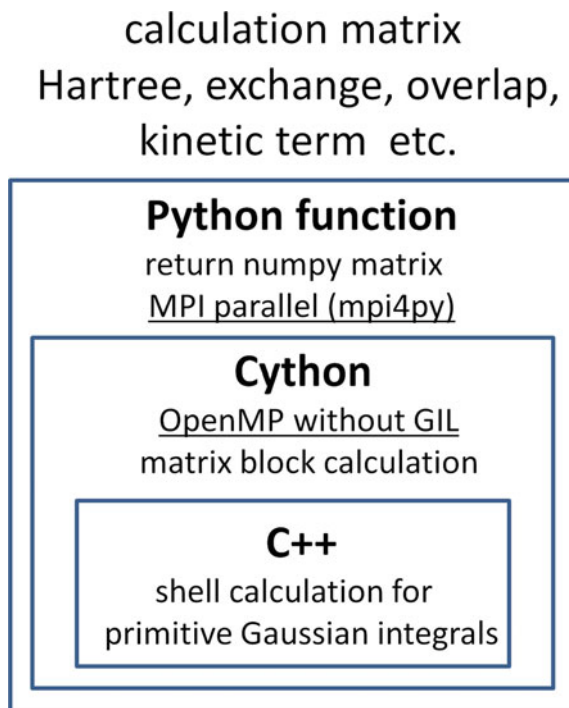 calculation matrix
Hartree, exchange, overlap,
kinetic term etc.
Python function
return numpy matrix
MPI parallel (mpi4py)
Cython
OpenMP without GIL
matrix block calculation
C++
shell calculation for
primitive Gaussian integrals